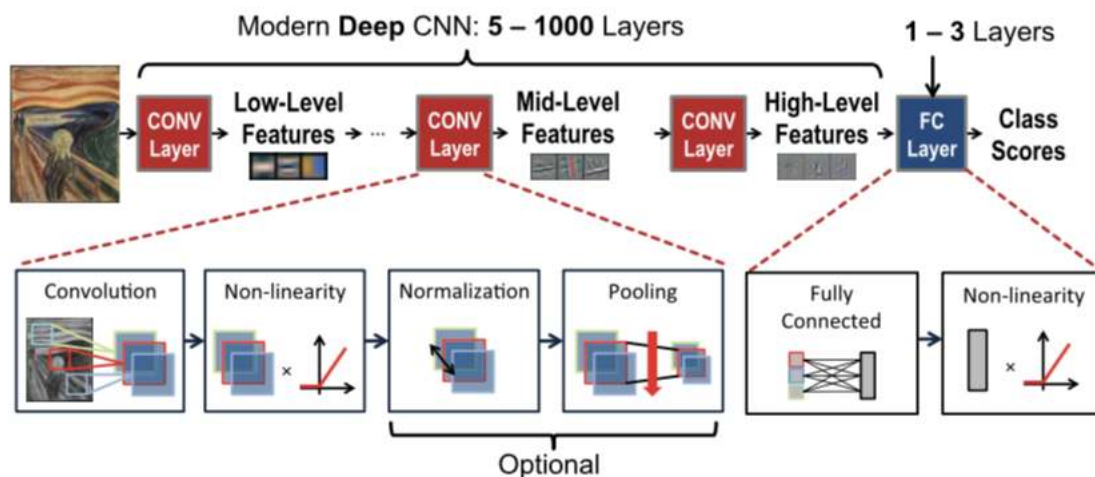 Modern Deep CNN: 5 – 1000 Layers
1 – 3 Layers
CONV
Layer
Low-Level
Features
...
CONV
Layer
Mid-Level
Features
CONV
Layer
High-Level
Features
FC
Layer
Class
Scores
Convolution
Non-linearity
×
Normalization
Pooling
Fully
Connected
Non-linearity
×
Optional